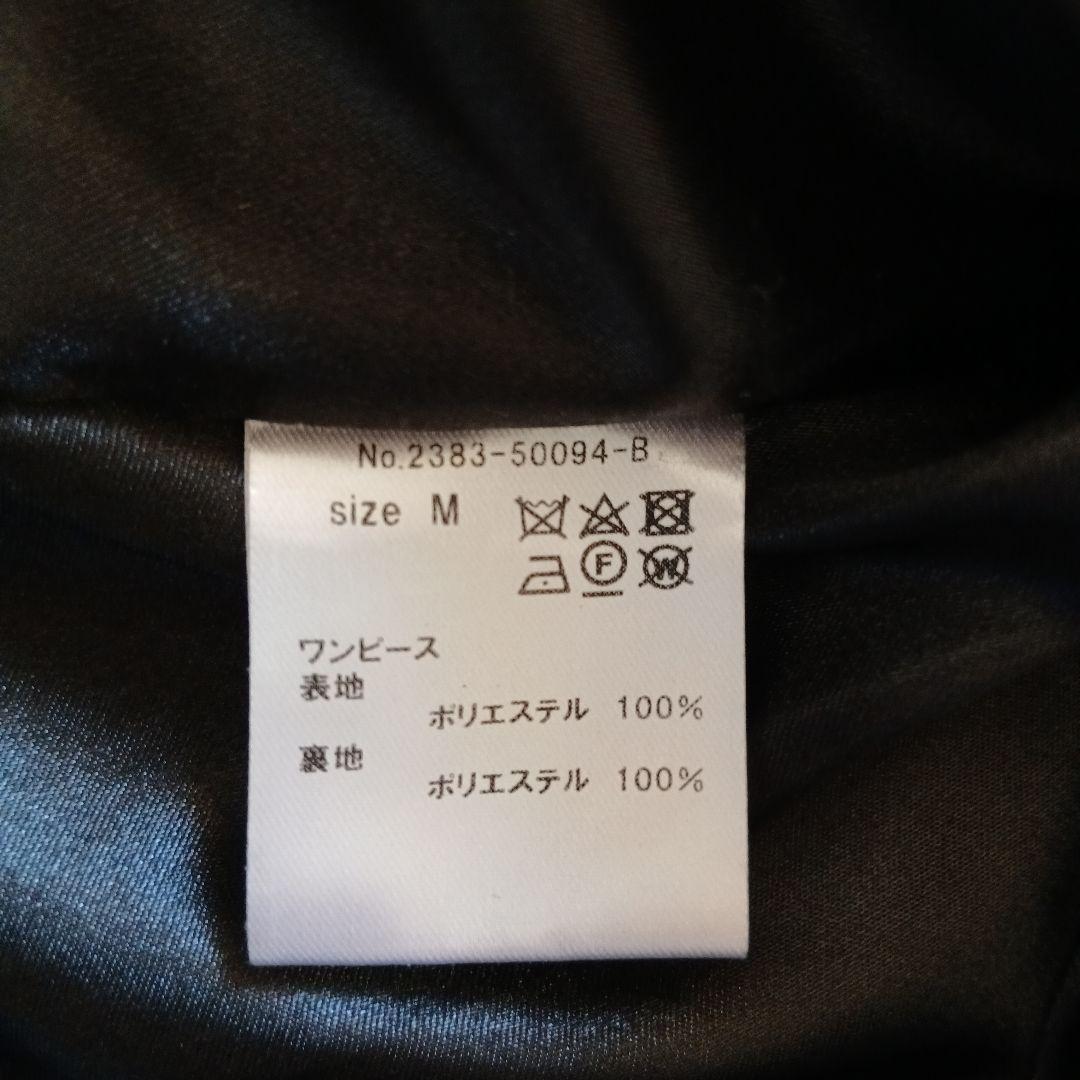 No.2383-50094-B
size M
F W
ワンピース
表地
ポリエステル 100%
裏地
ポリエステル 100%